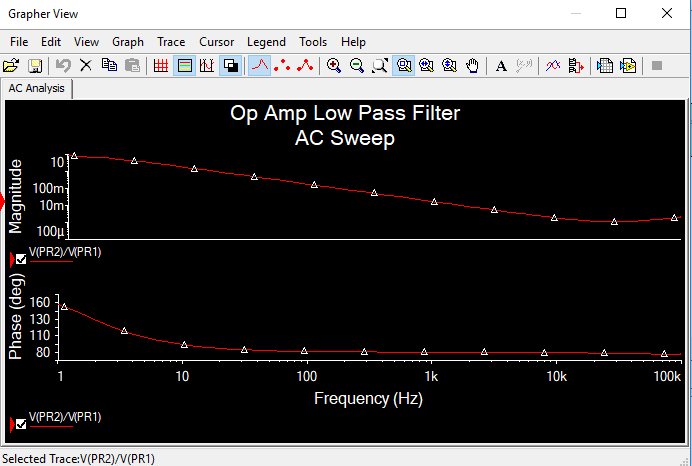 Grapher View
File Edit View Graph Trace Cursor Legend Tools Help
AC Analysis
Op Amp Low Pass Filter
AC Sweep
Magnitude
10
100m
10m
100µ
V(PR2)/V(PR1)
Phase (deg)
160
130
110
80
1 10 100 1k 10k 100k
Frequency (Hz)
V(PR2)/V(PR1)
Selected Trace:V(PR2)/V(PR1)